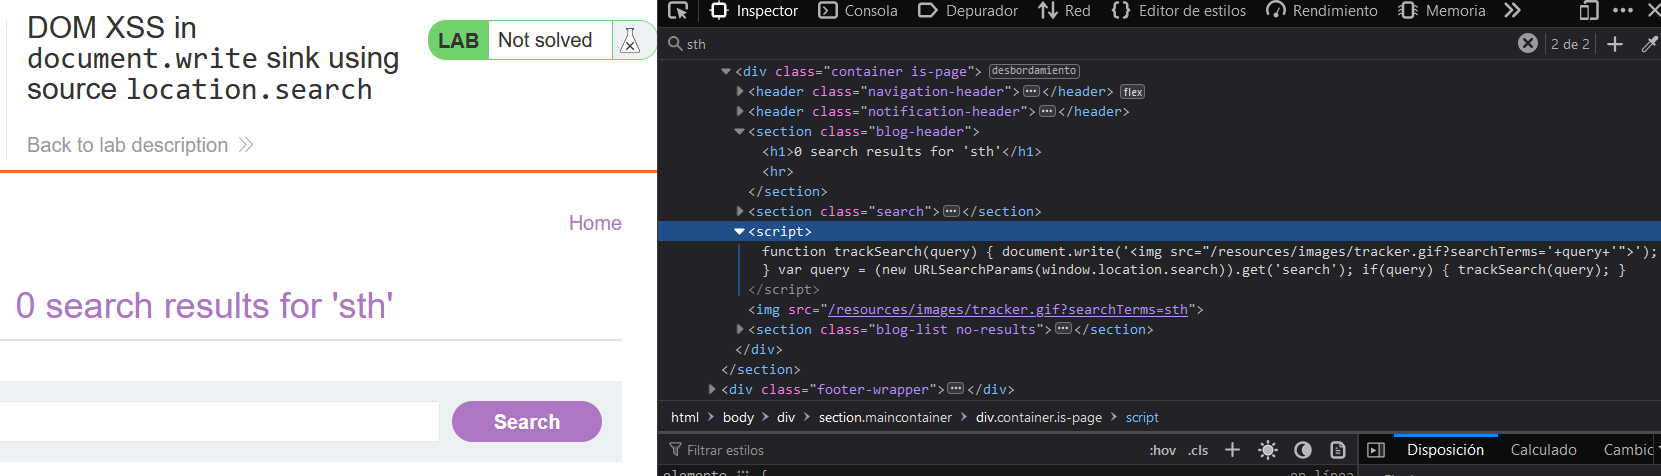 DOM XSS in
document.write sink using
source location.search
LAB Not solved
Back to lab description
Home
0 search results for 'sth'
Search
Inspector Consola Depurador Red Editor de estilos Rendimiento Memoria
sth 2 de 2
<div class="container is-page"> desbordamiento
<header class="navigation-header"> </header> flex
<header class="notification-header"> </header>
<section class="blog-header">
<h1>0 search results for 'sth'</h1>
<hr>
</section>
<section class="search"> </section>
<script>
function trackSearch(query) { document.write('<img src="/resources/images/tracker.gif?searchTerms='+query+'">');
} var query = (new URLSearchParams(window.location.search)).get('search'); if(query) { trackSearch(query); }
</script>
<img src="/resources/images/tracker.gif?searchTerms=sth">
<section class="blog-list no-results"> </section>
</div>
</section>
<div class="footer-wrapper"> </div>
html body div section.maincontainer div.container.is-page script
Filtrar estilos :hov .cls Disposición Calculado Cambio
elemento { en línea